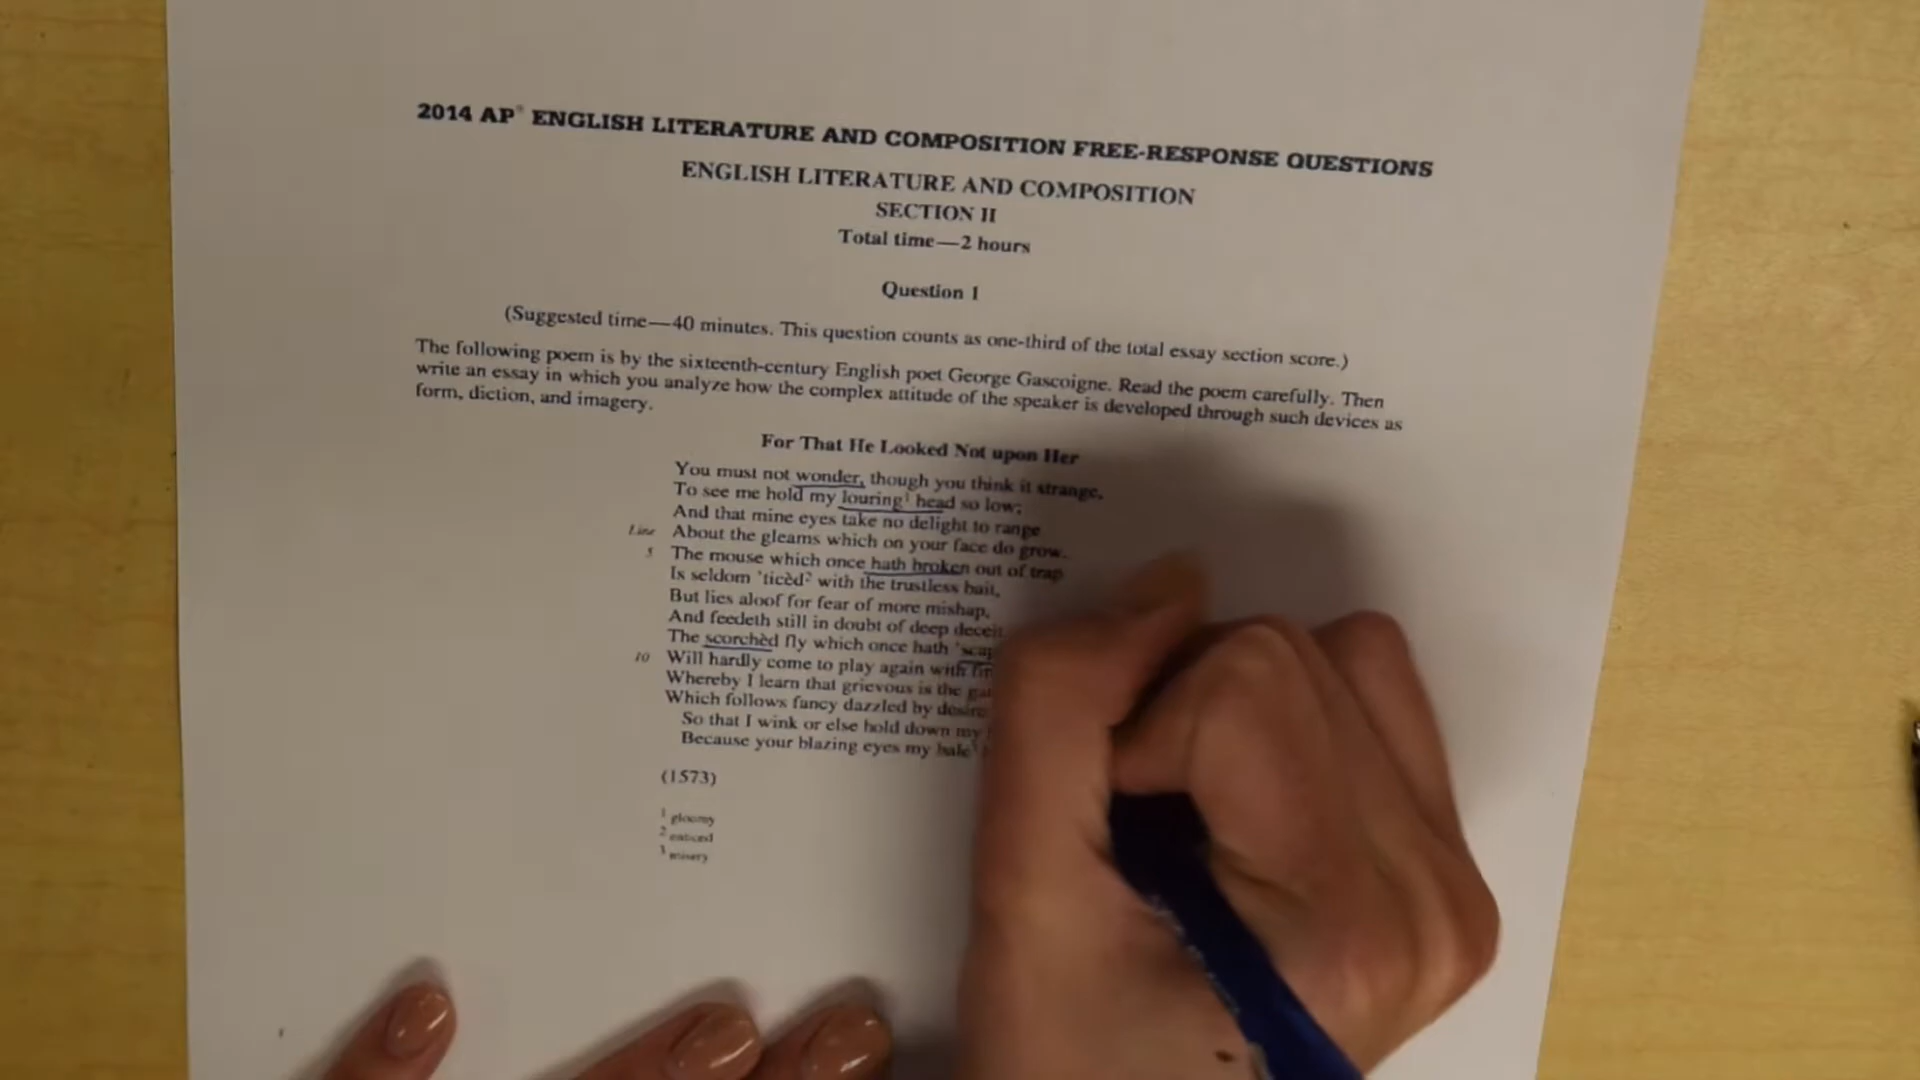 2014 AP® ENGLISH LITERATURE AND COMPOSITION FREE-RESPONSE QUESTIONS
ENGLISH LITERATURE AND COMPOSITION
SECTION II
Total time—2 hours
Question 1
(Suggested time—40 minutes. This question counts as one-third of the total essay section score.)
The following poem is by the sixteenth-century English poet George Gascoigne. Read the poem carefully. Then
write an essay in which you analyze how the complex attitude of the speaker is developed through such devices as
form, diction, and imagery.
For That He Looked Not upon Her
You must not wonder, though you think it strange,
To see me hold my louring¹ head so low;
And that mine eyes take no delight to range
Line About the gleams which on your face do grow.
5 The mouse which once hath broken out of trap
Is seldom 'ticèd² with the trustless bait,
But lies aloof for fear of more mishap,
And feedeth still in doubt of deep deceit.
The scorchèd fly which once hath
10 Will hardly come to play again with
Whereby I learn that grievous is the
Which follows fancy dazzled by desire
So that I wink or else hold down my
Because your blazing eyes my bale³
(1573)
1 gloomy
2 enticed
3 misery